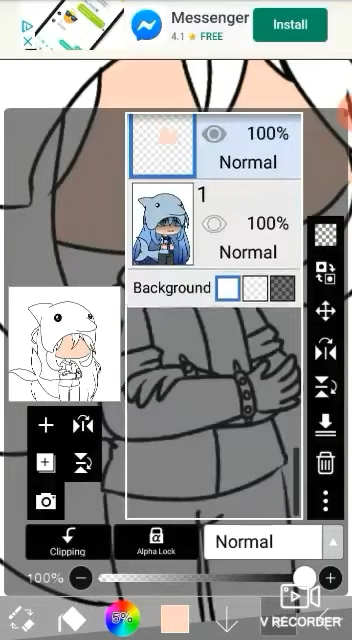 Messenger
4.1 ★ FREE
Install
100%
Normal
1
100%
Normal
Background
Clipping
α
Alpha Lock
Normal
100%
5%
V RECORDER